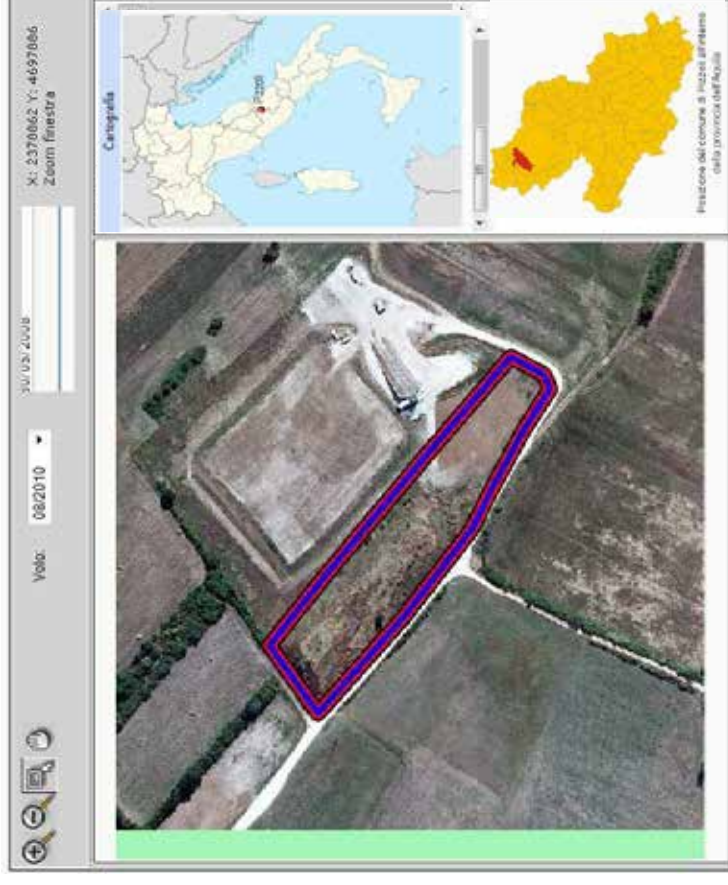 Volo: 08/2010
X: 2370862 Y: 4697086
Zoom finestra
Cartografia
Pizzoli
Posizione del comune di Pizzoli all'interno
della provincia dell'Aquila